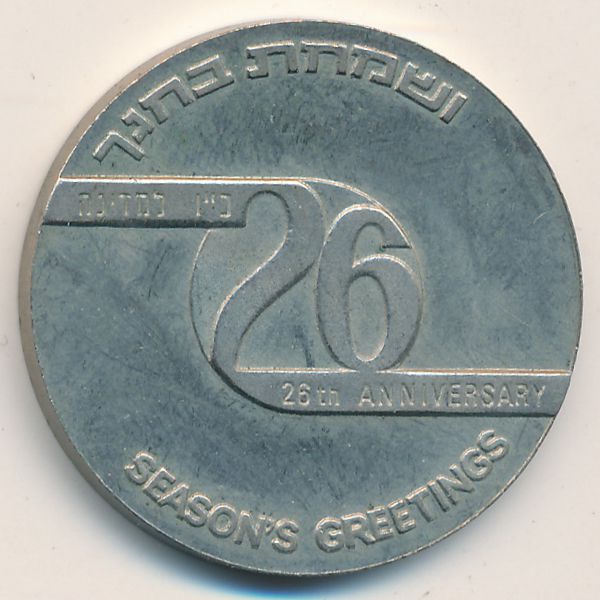 ושמחת בחגך
כ"ו למדינה
26
26th ANNIVERSARY
SEASON'S GREETINGS